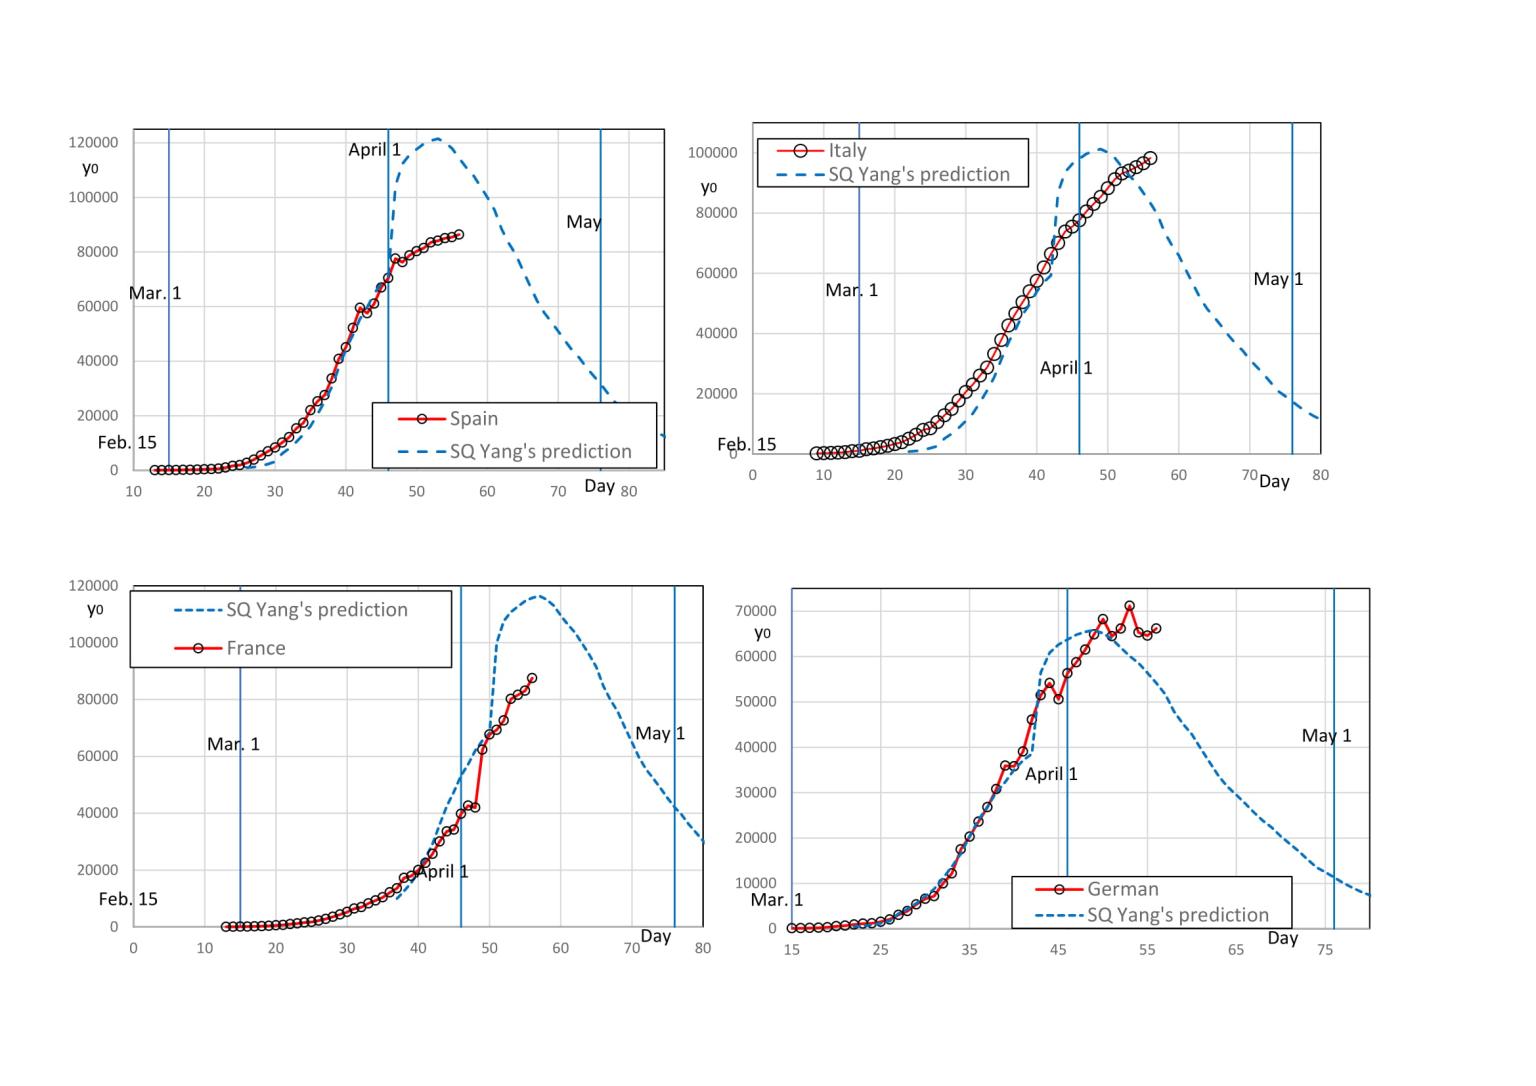 120000
y0
100000
80000
60000
40000
20000
0
April 1
May
Mar. 1
Feb. 15
Spain
SQ Yang's prediction
10 20 30 40 50 60 Day 80
100000
y0
80000
60000
40000
20000
0
Italy
SQ Yang's prediction
Mar. 1
May 1
April 1
Feb. 15
0 10 20 30 40 50 60 70 Day 80
120000
y0
100000
80000
60000
40000
20000
0
SQ Yang's prediction
France
Mar. 1
May 1
April 1
Feb. 15
0 10 20 30 40 50 60 70 Day 80
70000
y0
60000
50000
40000
30000
20000
10000
0
May 1
April 1
Mar. 1
German
SQ Yang's prediction
15 25 35 45 55 65 Day 75